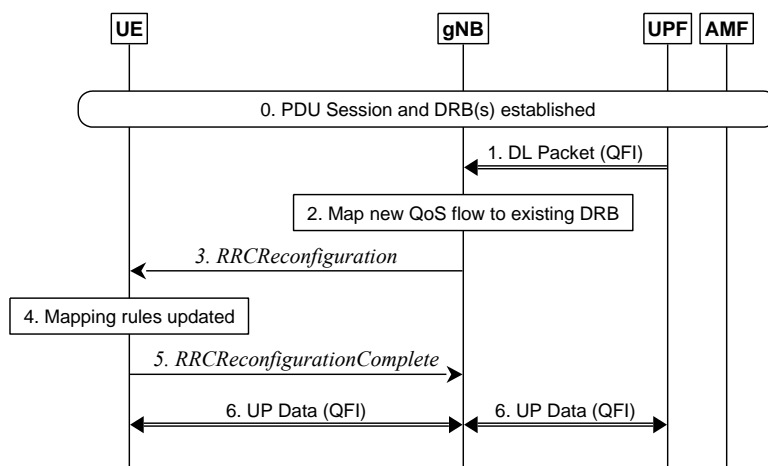 UE
gNB
UPF
AMF
0. PDU Session and DRB(s) established
1. DL Packet (QFI)
2. Map new QoS flow to existing DRB
3. RRCReconfiguration
4. Mapping rules updated
5. RRCReconfigurationComplete
6. UP Data (QFI)
6. UP Data (QFI)